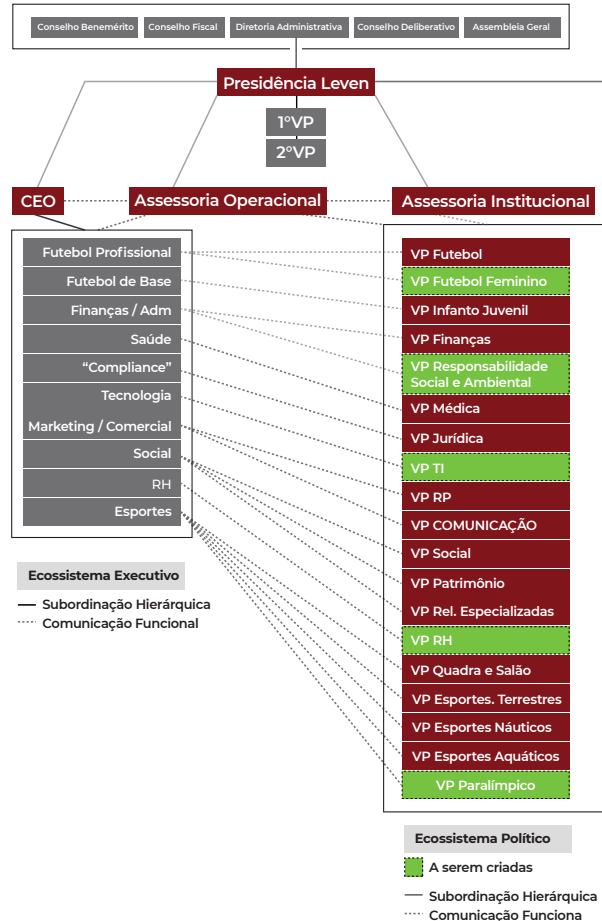 Conselho Benemérito
Conselho Fiscal
Diretoria Administrativa
Conselho Deliberativo
Assembleia Geral
Presidência Leven
1°VP
2°VP
CEO
Assessoria Operacional
Assessoria Institucional
Futebol Profissional
Futebol de Base
Finanças / Adm
Saúde
“Compliance”
Tecnologia
Marketing / Comercial
Social
RH
Esportes
Ecossistema Executivo
Subordinação Hierárquica
Comunicação Funcional
VP Futebol
VP Futebol Feminino
VP Infanto Juvenil
VP Finanças
VP Responsabilidade
Social e Ambiental
VP Médica
VP Jurídica
VP TI
VP RP
VP COMUNICAÇÃO
VP Social
VP Patrimônio
VP Rel. Especializadas
VP RH
VP Quadra e Salão
VP Esportes. Terrestres
VP Esportes Náuticos
VP Esportes Aquáticos
VP Paralímpico
Ecossistema Político
A serem criadas
Subordinação Hierárquica
Comunicação Funciona